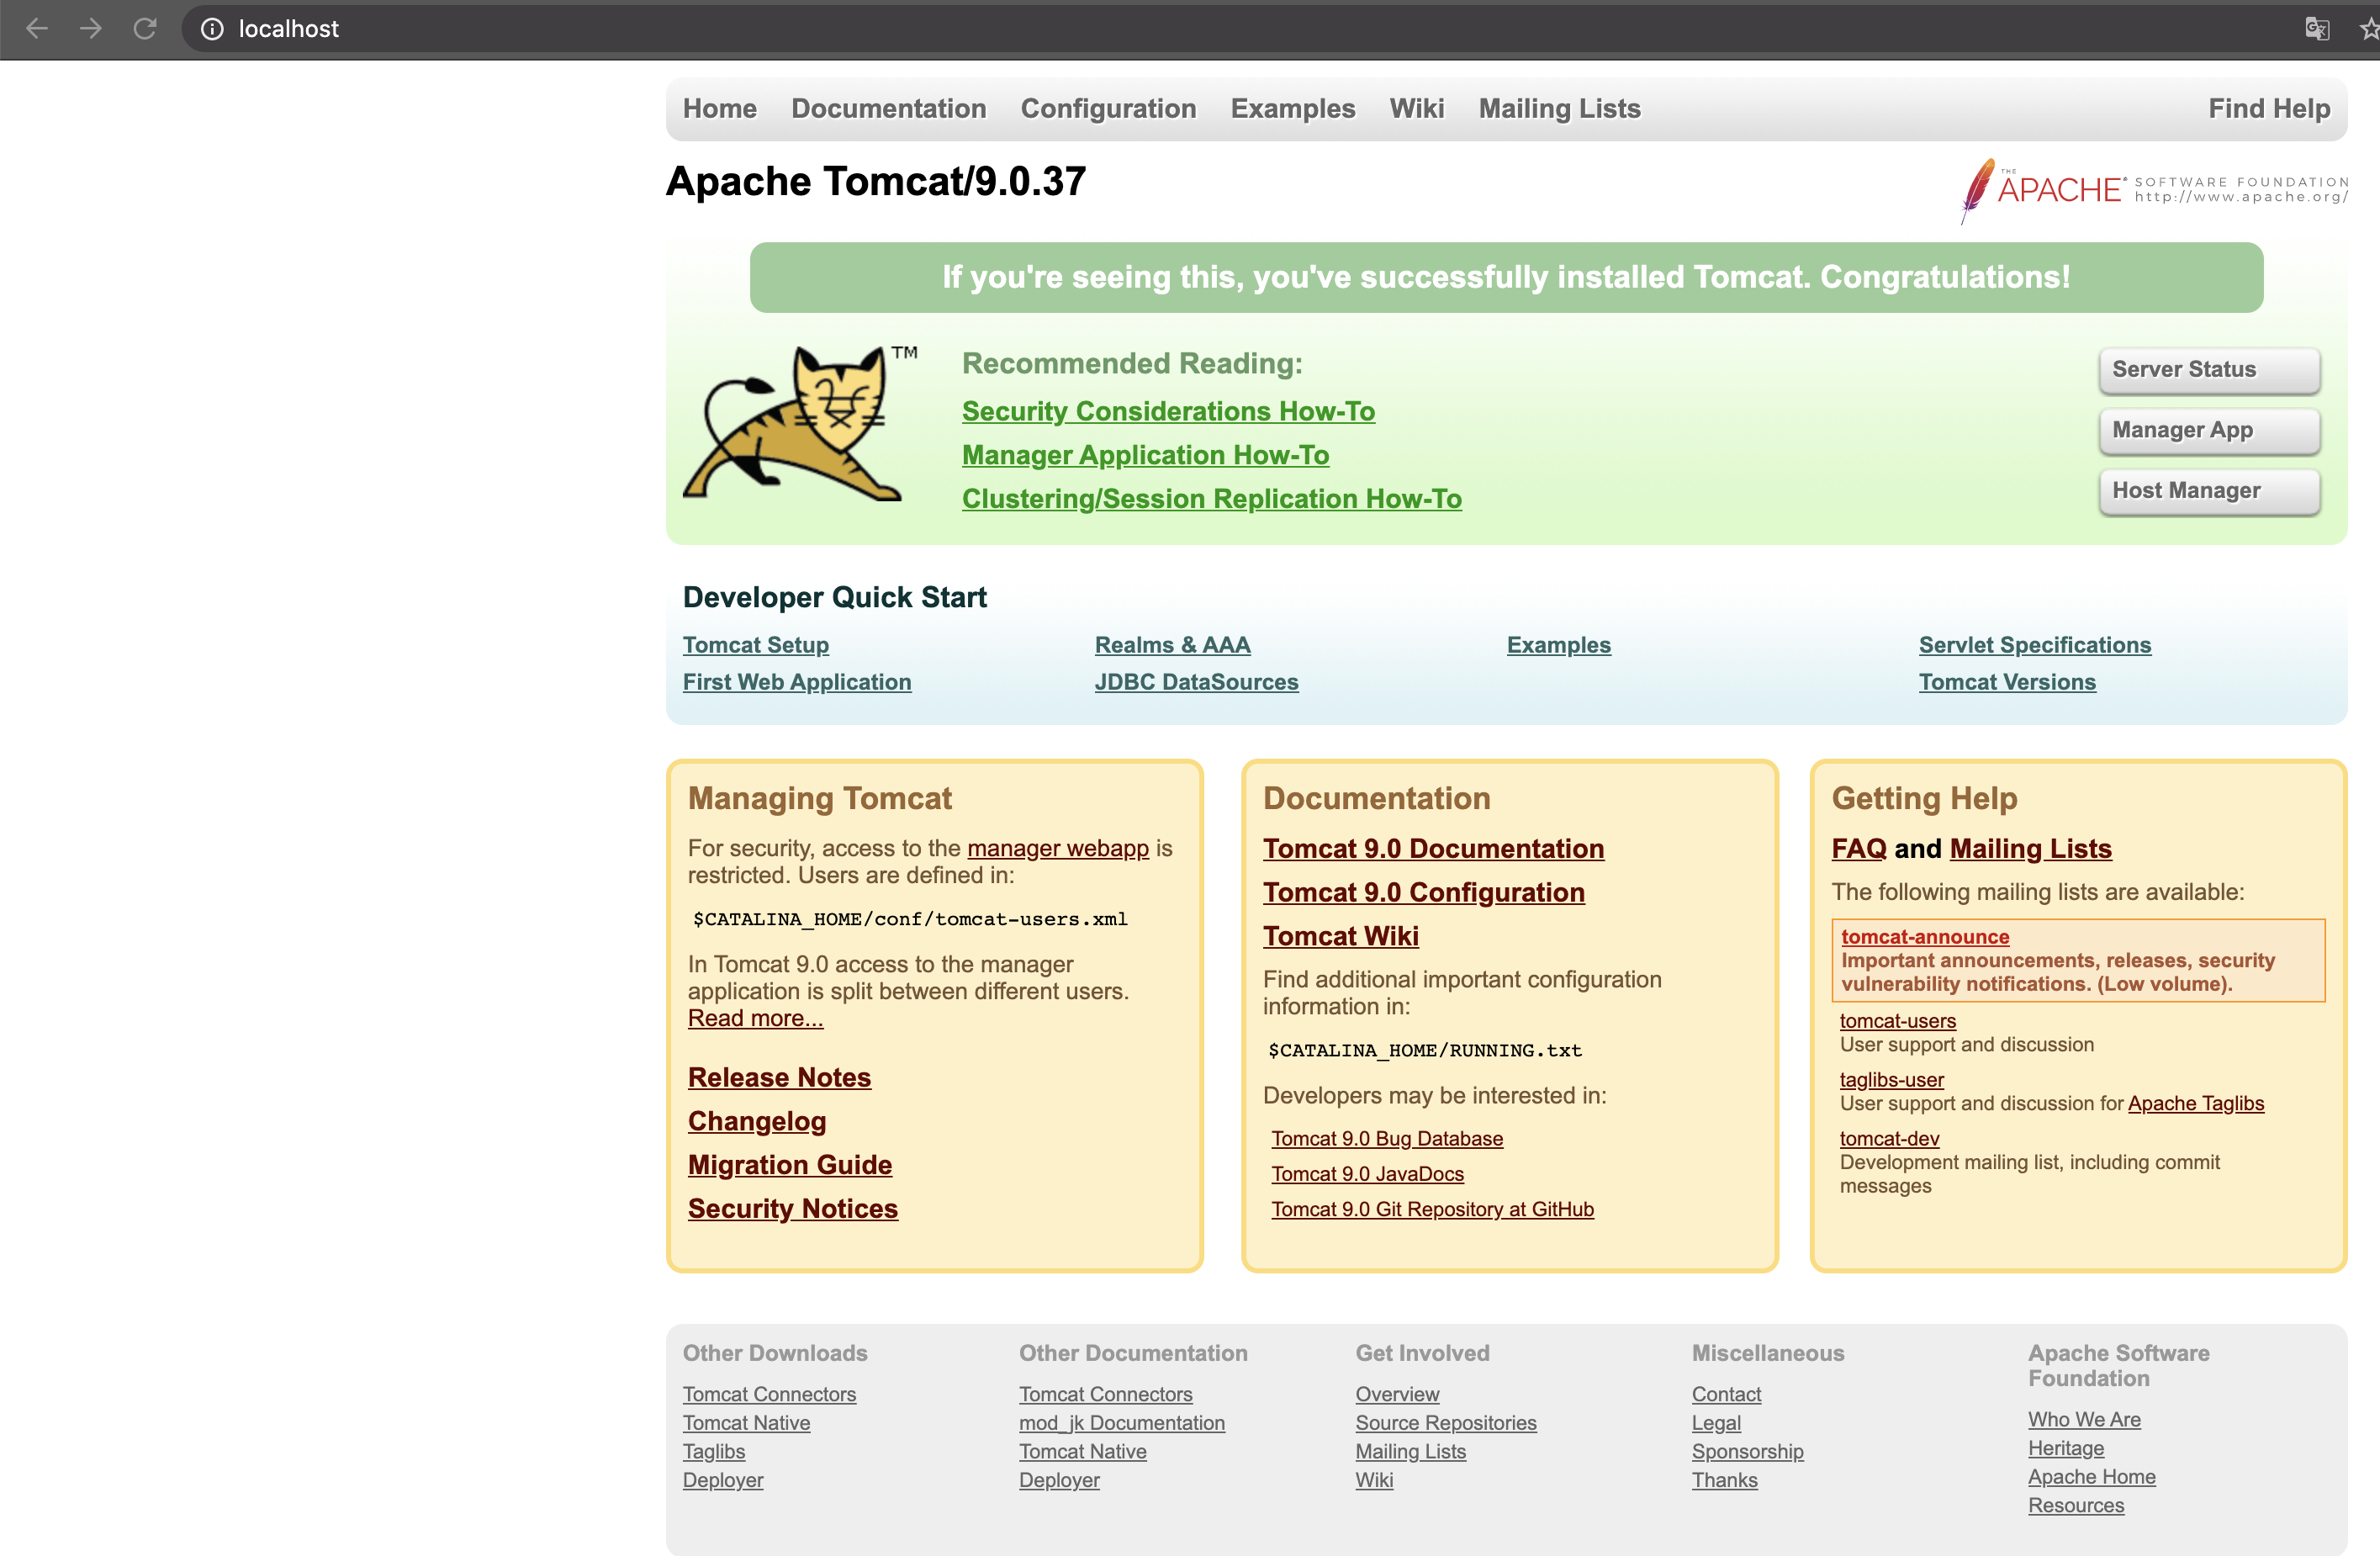 localhost
Home Documentation Configuration Examples Wiki Mailing Lists Find Help
Apache Tomcat/9.0.37
THE APACHE® SOFTWARE FOUNDATION
http://www.apache.org/
If you're seeing this, you've successfully installed Tomcat. Congratulations!
TM
Recommended Reading:
Security Considerations How-To
Manager Application How-To
Clustering/Session Replication How-To
Server Status
Manager App
Host Manager
Developer Quick Start
Tomcat Setup
First Web Application
Realms & AAA
JDBC DataSources
Examples
Servlet Specifications
Tomcat Versions
Managing Tomcat
For security, access to the manager webapp is
restricted. Users are defined in:
$CATALINA_HOME/conf/tomcat-users.xml
In Tomcat 9.0 access to the manager
application is split between different users.
Read more...
Release Notes
Changelog
Migration Guide
Security Notices
Documentation
Tomcat 9.0 Documentation
Tomcat 9.0 Configuration
Tomcat Wiki
Find additional important configuration
information in:
$CATALINA_HOME/RUNNING.txt
Developers may be interested in:
Tomcat 9.0 Bug Database
Tomcat 9.0 JavaDocs
Tomcat 9.0 Git Repository at GitHub
Getting Help
FAQ and Mailing Lists
The following mailing lists are available:
tomcat-announce
Important announcements, releases, security
vulnerability notifications. (Low volume).
tomcat-users
User support and discussion
taglibs-user
User support and discussion for Apache Taglibs
tomcat-dev
Development mailing list, including commit
messages
Other Downloads
Tomcat Connectors
Tomcat Native
Taglibs
Deployer
Other Documentation
Tomcat Connectors
mod_jk Documentation
Tomcat Native
Deployer
Get Involved
Overview
Source Repositories
Mailing Lists
Wiki
Miscellaneous
Contact
Legal
Sponsorship
Thanks
Apache Software
Foundation
Who We Are
Heritage
Apache Home
Resources